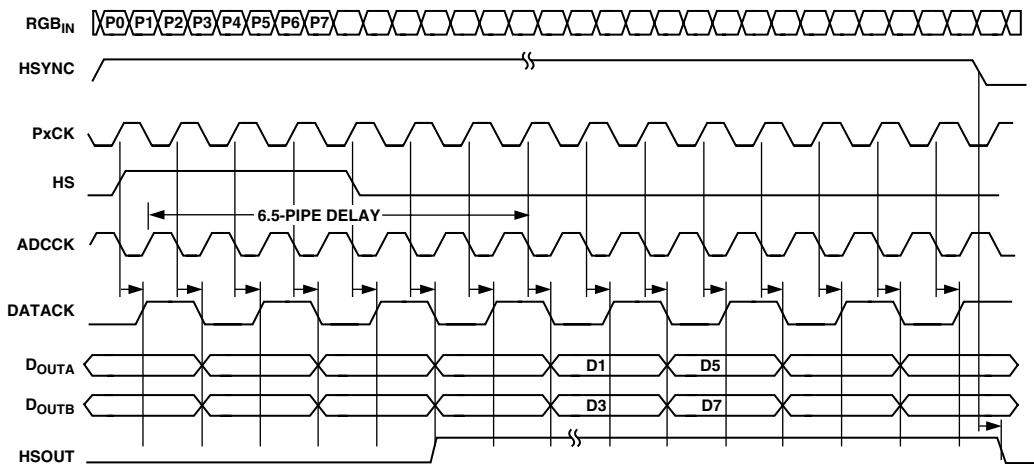 RGBIN P0 P1 P2 P3 P4 P5 P6 P7
HSYNC
PxCK
HS
6.5-PIPE DELAY
ADCCK
DATACK
DOUTA D1 D5
DOUTB D3 D7
HSOUT